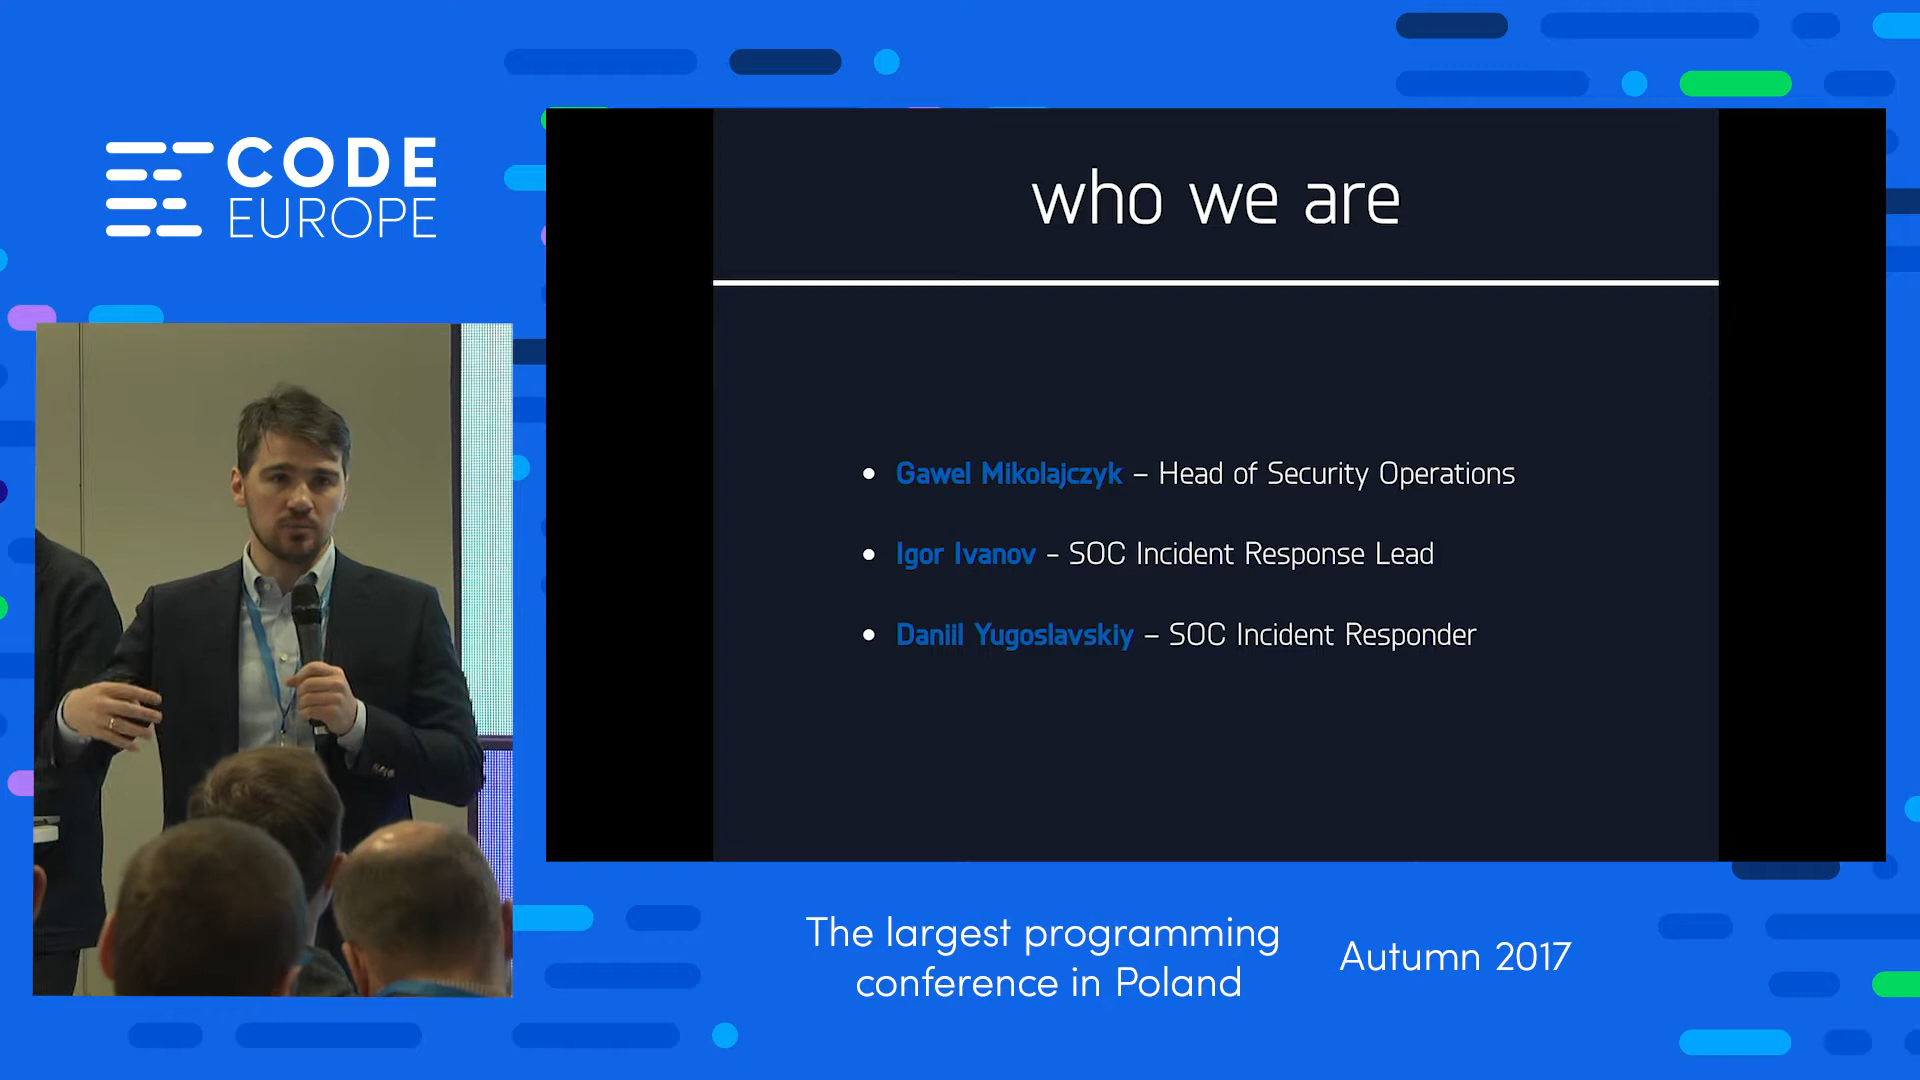 CODE
EUROPE
who we are
• Gawel Mikolajczyk – Head of Security Operations
• Igor Ivanov - SOC Incident Response Lead
• Daniil Yugoslavskiy – SOC Incident Responder
The largest programming
conference in Poland
Autumn 2017